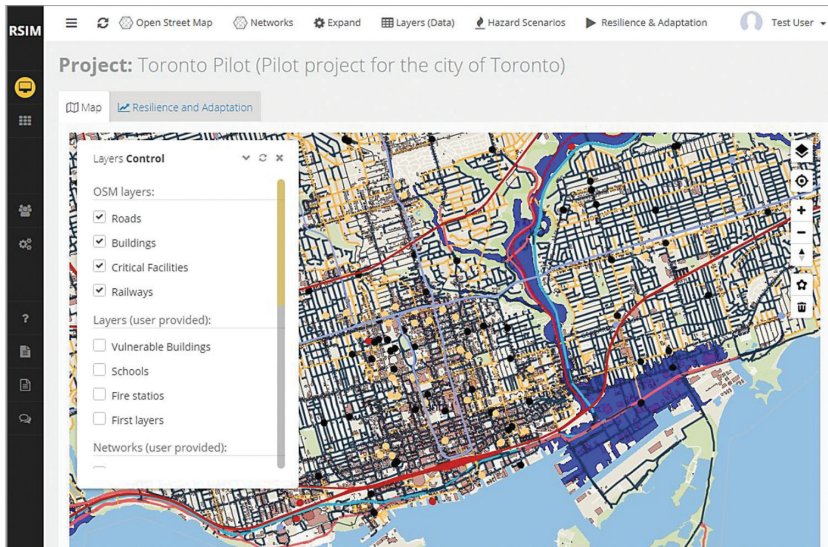 RSIM
Open Street Map
Networks
Expand
Layers (Data)
Hazard Scenarios
Resilience & Adaptation
Test User
Project: Toronto Pilot (Pilot project for the city of Toronto)
Map
Resilience and Adaptation
Layers Control
OSM layers:
Roads
Buildings
Critical Facilities
Railways
Layers (user provided):
Vulnerable Buildings
Schools
Fire statios
First layers
Networks (user provided):